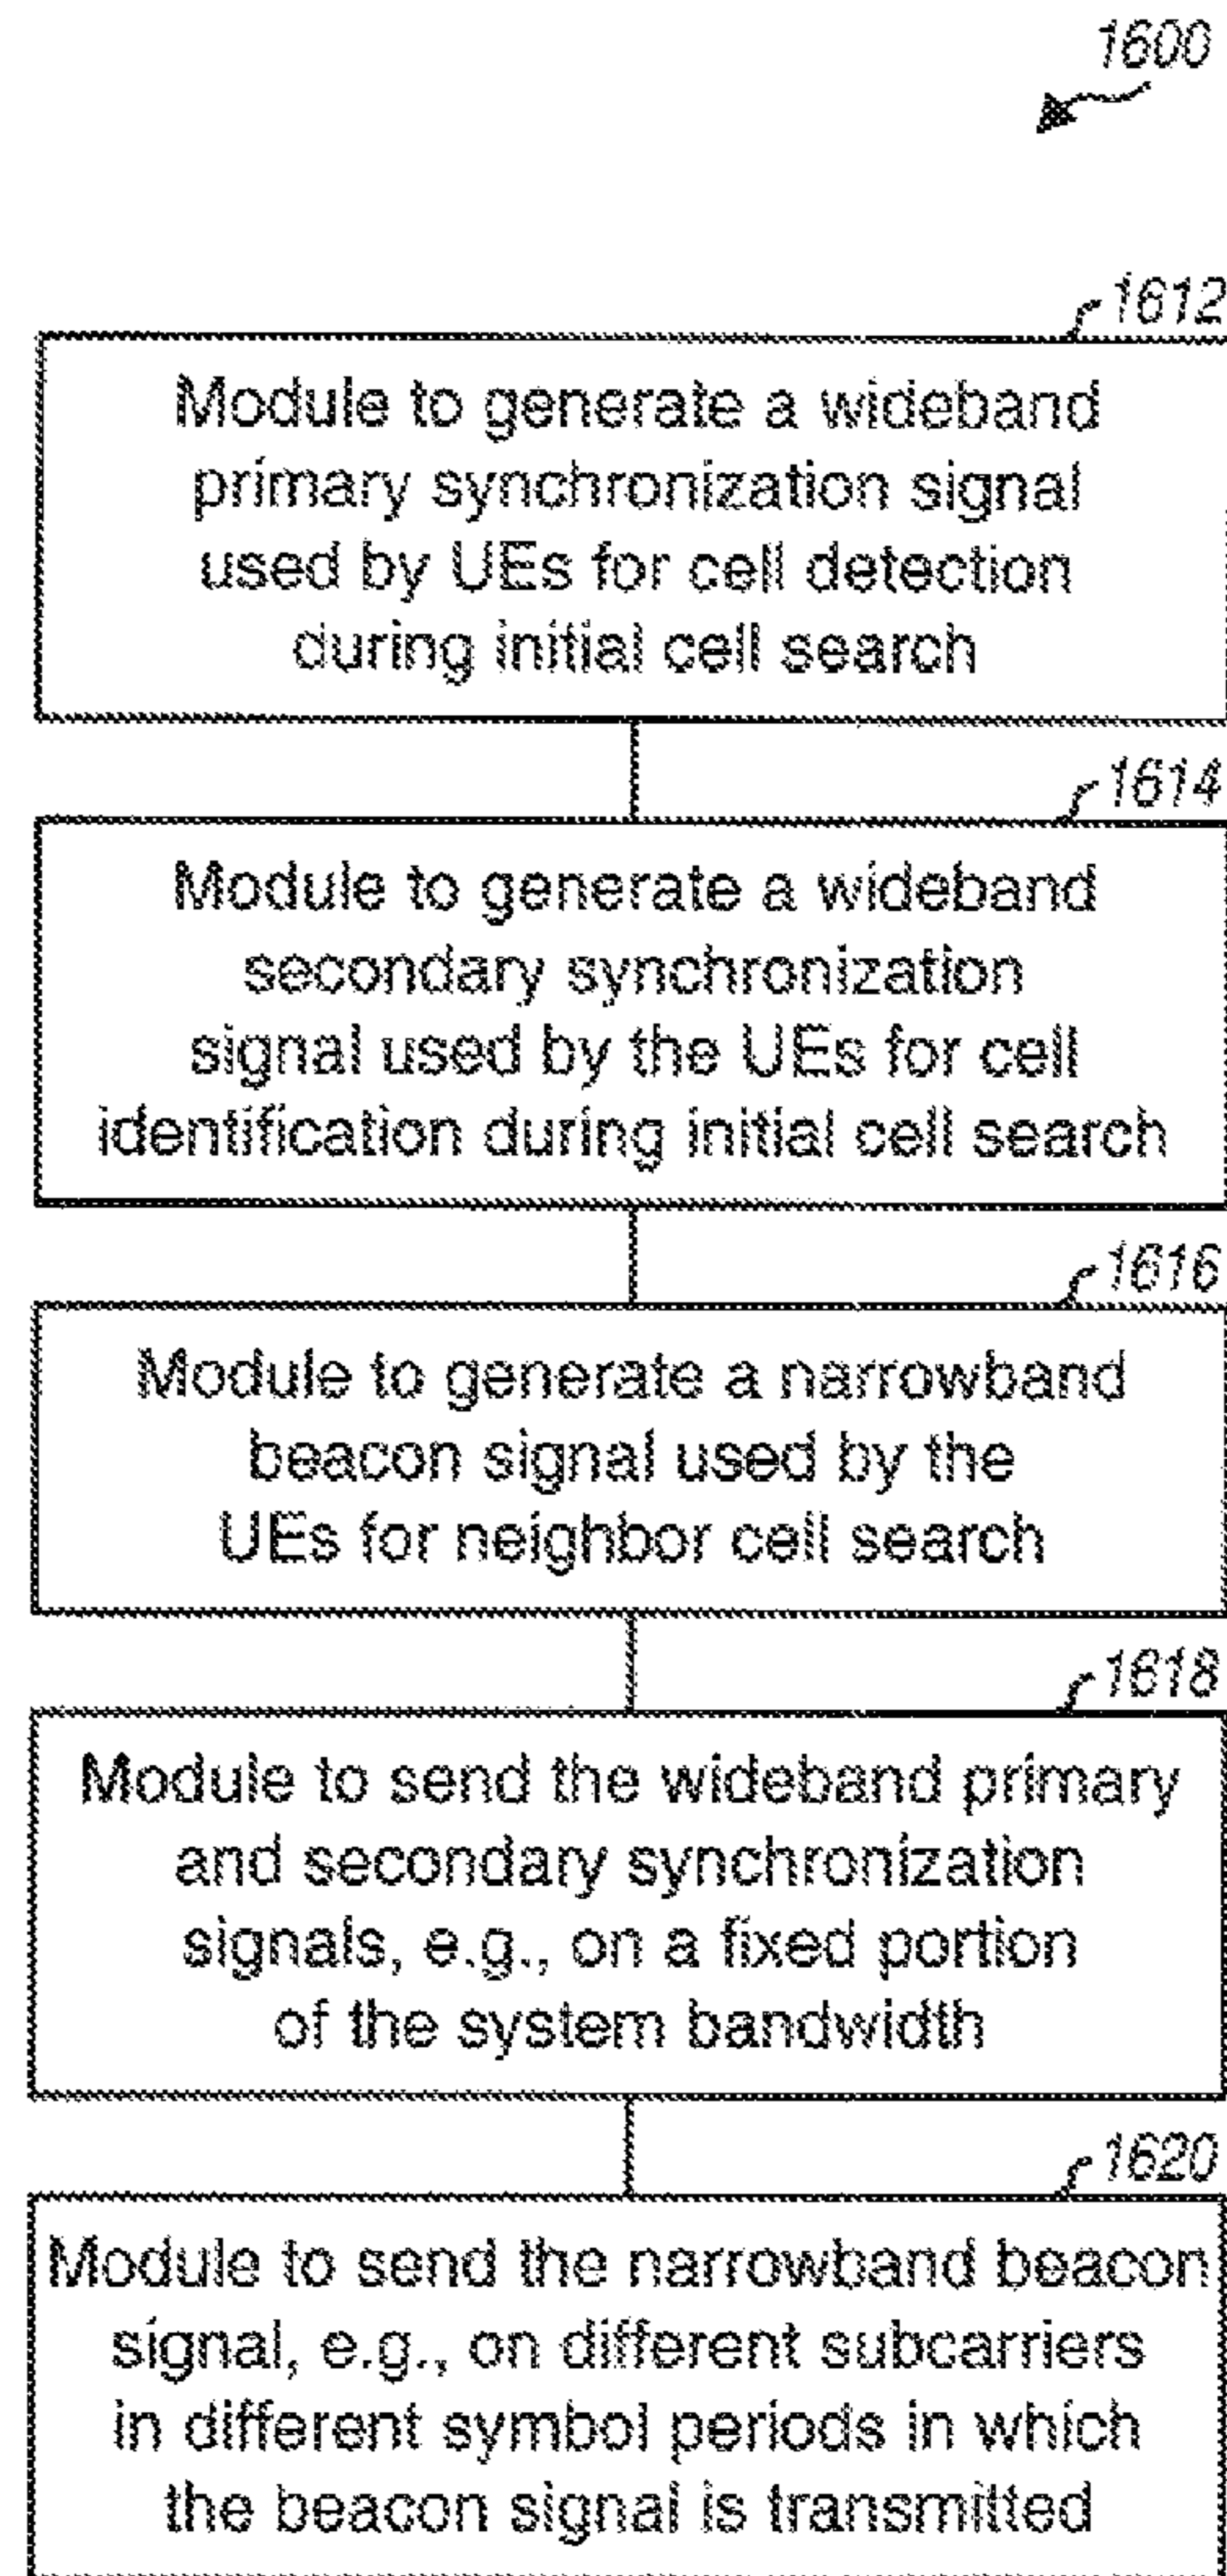 1600
1612
Module to generate a wideband
primary synchronization signal
used by UEs for cell detection
during initial cell search
1614
Module to generate a wideband
secondary synchronization
signal used by the UEs for cell
identification during initial cell search
1616
Module to generate a narrowband
beacon signal used by the
UEs for neighbor cell search
1618
Module to send the wideband primary
and secondary synchronization
signals, e.g., on a fixed portion
of the system bandwidth
1620
Module to send the narrowband beacon
signal, e.g., on different subcarriers
in different symbol periods in which
the beacon signal is transmitted